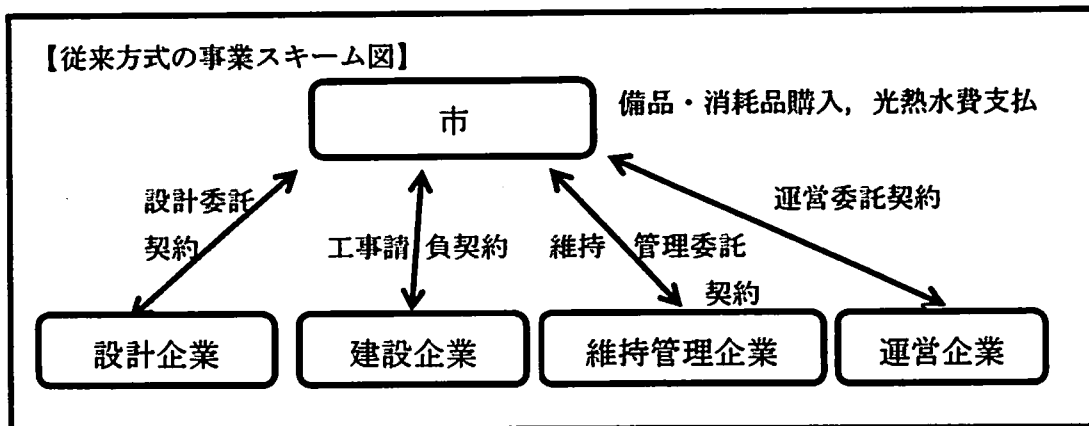 【従来方式の事業スキーム図】
市
備品・消耗品購入，光熱水費支払
設計委託
契約
工事請負契約
維持管理委託
契約
運営委託契約
設計企業
建設企業
維持管理企業
運営企業